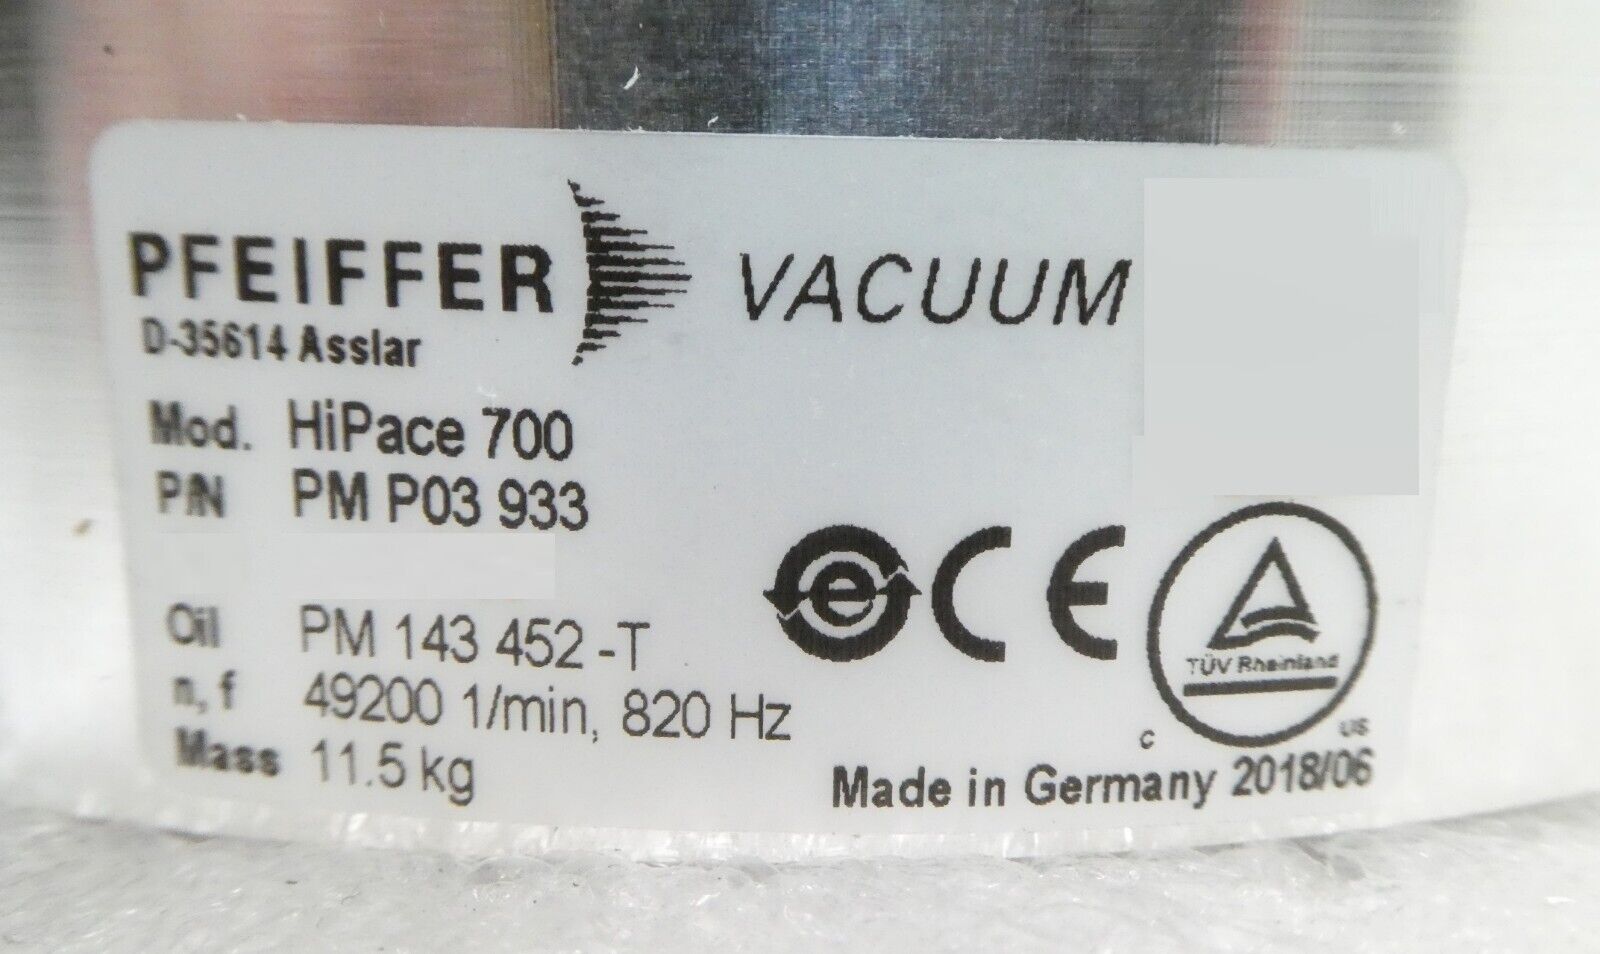 PFEIFFER VACUUM
D-35614 Asslar
Mod. HiPace 700
P/N PM P03 933
Oil PM 143 452 -T
n, f 49200 1/min, 820 Hz
Mass 11.5 kg
e CE
TÜV Rheinland
C US
Made in Germany 2018/06